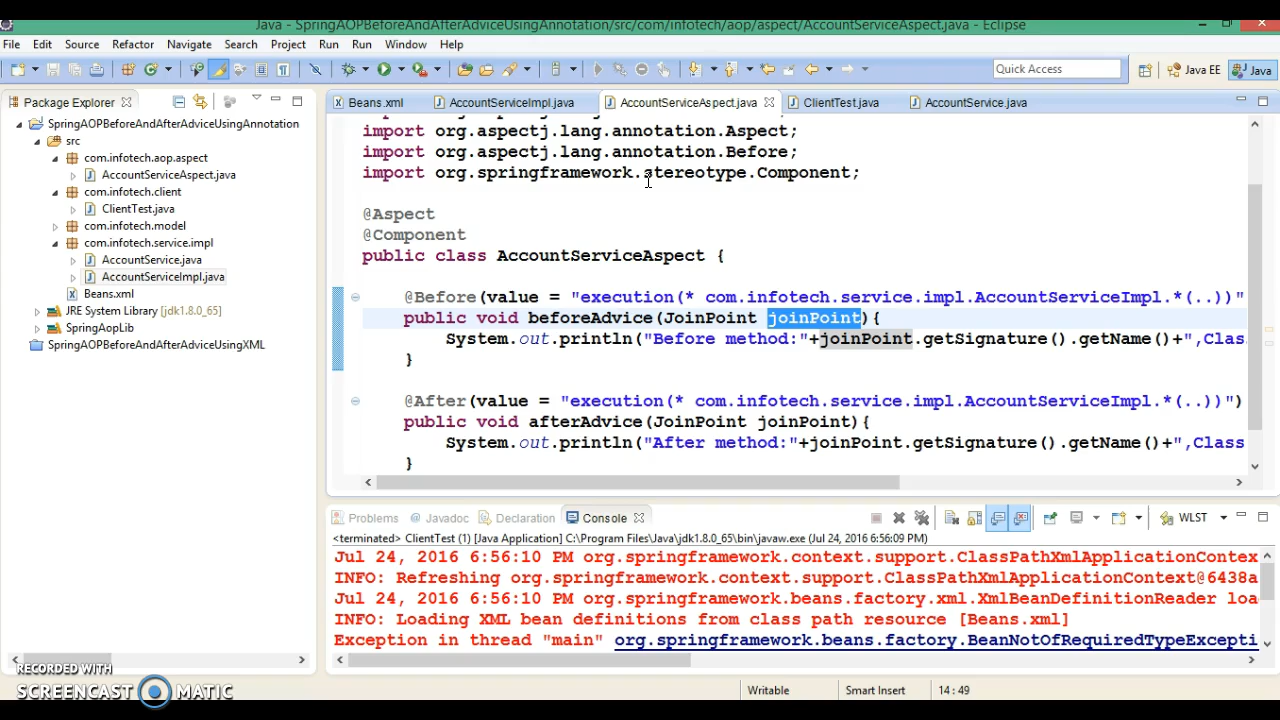 Java - SpringAOPBeforeAndAfterAdviceUsingAnnotation/src/com/infotech/aop/aspect/AccountServiceAspect.java - Eclipse
File Edit Source Refactor Navigate Search Project Run Run Window Help
Quick Access Java EE Java
Package Explorer
SpringAOPBeforeAndAfterAdviceUsingAnnotation
src
com.infotech.aop.aspect
AccountServiceAspect.java
com.infotech.client
ClientTest.java
com.infotech.model
com.infotech.service.impl
AccountService.java
AccountServiceImpl.java
Beans.xml
JRE System Library [jdk1.8.0_65]
SpringAopLib
SpringAOPBeforeAndAfterAdviceUsingXML
Beans.xml AccountServiceImpl.java AccountServiceAspect.java ClientTest.java AccountService.java
import org.aspectj.lang.annotation.Aspect;
import org.aspectj.lang.annotation.Before;
import org.springframework.stereotype.Component;
@Aspect
@Component
public class AccountServiceAspect {
@Before(value = "execution(* com.infotech.service.impl.AccountServiceImpl.*(..))"
public void beforeAdvice(JoinPoint joinPoint){
System.out.println("Before method:"+joinPoint.getSignature().getName()+",Clas
}
@After(value = "execution(* com.infotech.service.impl.AccountServiceImpl.*(..))")
public void afterAdvice(JoinPoint joinPoint){
System.out.println("After method:"+joinPoint.getSignature().getName()+",Class
}
Problems Javadoc Declaration Console WLST
<terminated> ClientTest (1) [Java Application] C:\Program Files\Java\jdk1.8.0_65\bin\javaw.exe (Jul 24, 2016 6:56:09 PM)
Jul 24, 2016 6:56:10 PM org.springframework.context.support.ClassPathXmlApplicationContex
INFO: Refreshing org.springframework.context.support.ClassPathXmlApplicationContext@6438a
Jul 24, 2016 6:56:10 PM org.springframework.beans.factory.xml.XmlBeanDefinitionReader loa
INFO: Loading XML bean definitions from class path resource [Beans.xml]
Exception in thread "main" org.springframework.beans.factory.BeanNotOfRequiredTypeExcepti
RECORDED WITH
SCREENCAST MATIC
Writable Smart Insert 14 : 49